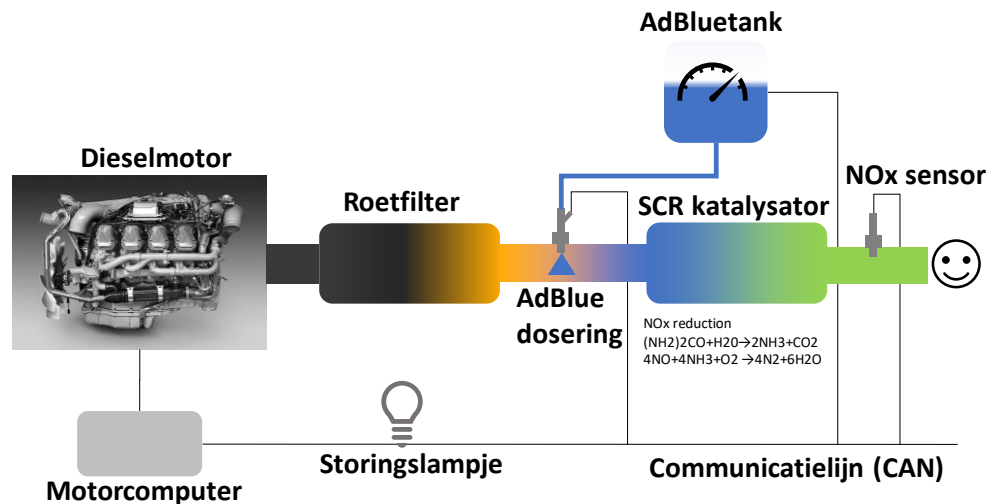 AdBluetank
Dieselmotor
NOx sensor
Roetfilter
SCR katalysator
AdBlue
dosering
NOx reduction
(NH2)2CO+H20→2NH3+CO2
4NO+4NH3+O2 →4N2+6H2O
Storingslampje
Communicatielijn (CAN)
Motorcomputer